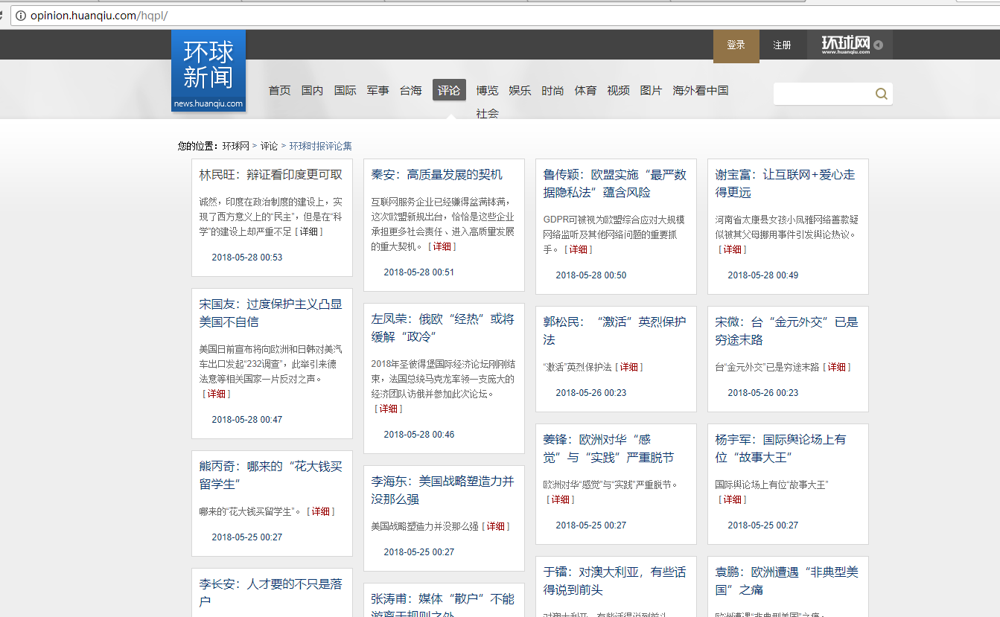 opinion.huanqiu.com/hqpl/
环球
新闻
news.huanqiu.com
登录
注册
环球网
www.huanqiu.com
首页 国内 国际 军事 台海 评论 博览 娱乐 时尚 体育 视频 图片 海外看中国
社会
您的位置：环球网 > 评论 > 环球时报评论集
林民旺：辩证看印度更可取
诚然，印度在政治制度的建设上，实
现了西方意义上的“民主”，但是在“科
学”的建设上却严重不足 [详细]
2018-05-28 00:53
秦安：高质量发展的契机
互联网服务企业已经赚得盆满钵满，
这次欧盟新规出台，恰恰是这些企业
承担更多社会责任、进入高质量发展
的重大契机。 [详细]
2018-05-28 00:51
鲁传颖：欧盟实施“最严数
据隐私法”蕴含风险
GDPR可被视为欧盟综合应对大规模
网络监听及其他网络问题的重要抓
手。 [详细]
2018-05-28 00:50
谢宝富：让互联网+爱心走
得更远
河南省太康县女孩小凤雅网络善款疑
似被其父母挪用事件引发舆论热议。
[详细]
2018-05-28 00:49
宋国友：过度保护主义凸显
美国不自信
美国日前宣布将向欧洲和日韩对美汽
车出口发起“232调查”，此举引来德
法意等相关国家一片反对之声。
[详细]
2018-05-28 00:47
左凤荣：俄欧“经热”或将
缓解“政冷”
2018年圣彼得堡国际经济论坛刚刚结
束，法国总统马克龙率领一支庞大的
经济团队访俄并参加此次论坛。
[详细]
2018-05-28 00:46
郭松民：“激活”英烈保护
法
“激活”英烈保护法 [详细]
2018-05-26 00:23
宋微：台“金元外交”已是
穷途末路
台“金元外交”已是穷途末路 [详细]
2018-05-26 00:23
姜锋：欧洲对华“感
觉”与“实践”严重脱节
欧洲对华“感觉”与“实践”严重脱节。
[详细]
2018-05-25 00:27
杨宇军：国际舆论场上有
位“故事大王”
国际舆论场上有位“故事大王”
[详细]
2018-05-25 00:27
熊丙奇：哪来的“花大钱买
留学生”
哪来的“花大钱买留学生”。 [详细]
2018-05-25 00:27
李海东：美国战略塑造力并
没那么强
美国战略塑造力并没那么强 [详细]
2018-05-25 00:27
于镭：对澳大利亚，有些话
得说到前头
对澳大利亚，有些话得说到前头
袁鹏：欧洲遭遇“非典型美
国”之痛
欧洲遭遇“非典型美国”之痛。
李长安：人才要的不只是落
户
张涛甫：媒体“散户”不能
游离于规则之外